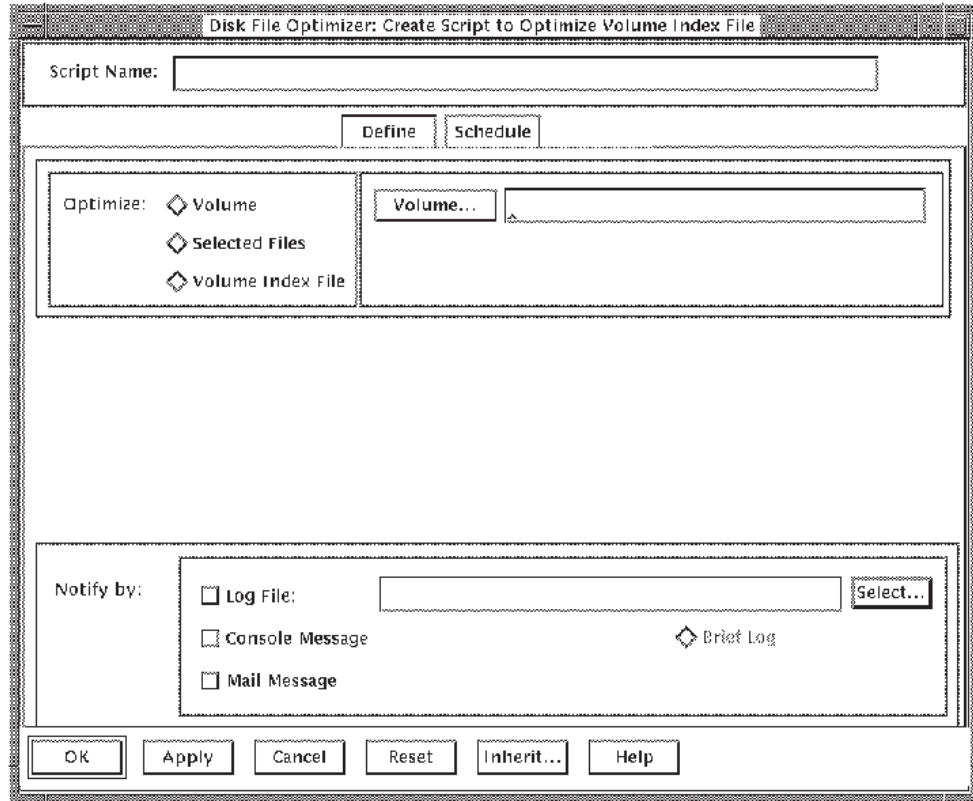 Disk File Optimizer: Create Script to Optimize Volume Index File
Script Name:
Define Schedule
Optimize: Volume Volume...
Selected Files
Volume Index File
Notify by: Log File: Select...
Console Message Brief Log
Mail Message
OK Apply Cancel Reset Inherit... Help